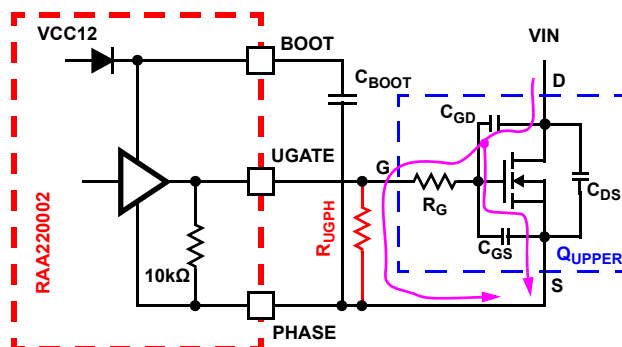 VCC12
BOOT
VIN
CBOOT
D
CGD
UGATE
G
RG
CDS
RAA220002
RUGPH
10kΩ
CGS
QUPPER
S
PHASE